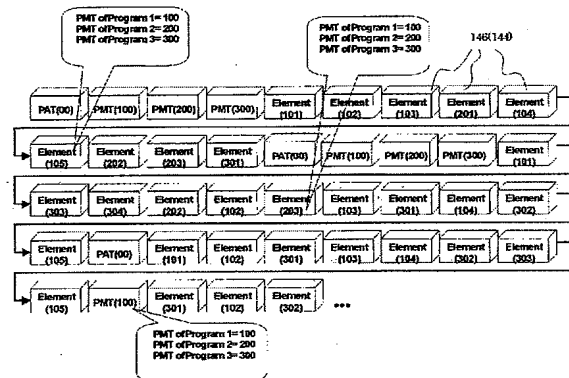 PMT of Program 1= 100
PMT of Program 2= 200
PMT of Program 3= 300
PMT of Program 1= 100
PMT of Program 2= 200
PMT of Program 3= 300
146(144)
PAT(00) PMT(100) PMT(200) PMT(300) Element (101) Element (102) Element (103) Element (201) Element (104)
Element (105) Element (202) Element (203) Element (301) PAT(00) PMT(100) PMT(200) PMT(300) Element (101)
Element (303) Element (304) Element (202) Element (102) Element (203) Element (103) Element (301) Element (104) Element (302)
Element (105) PAT(00) Element (101) Element (102) Element (301) Element (103) Element (104) Element (302) Element (303)
Element (105) PMT(100) Element (301) Element (102) Element (302) •••
PMT of Program 1= 100
PMT of Program 2= 200
PMT of Program 3= 300